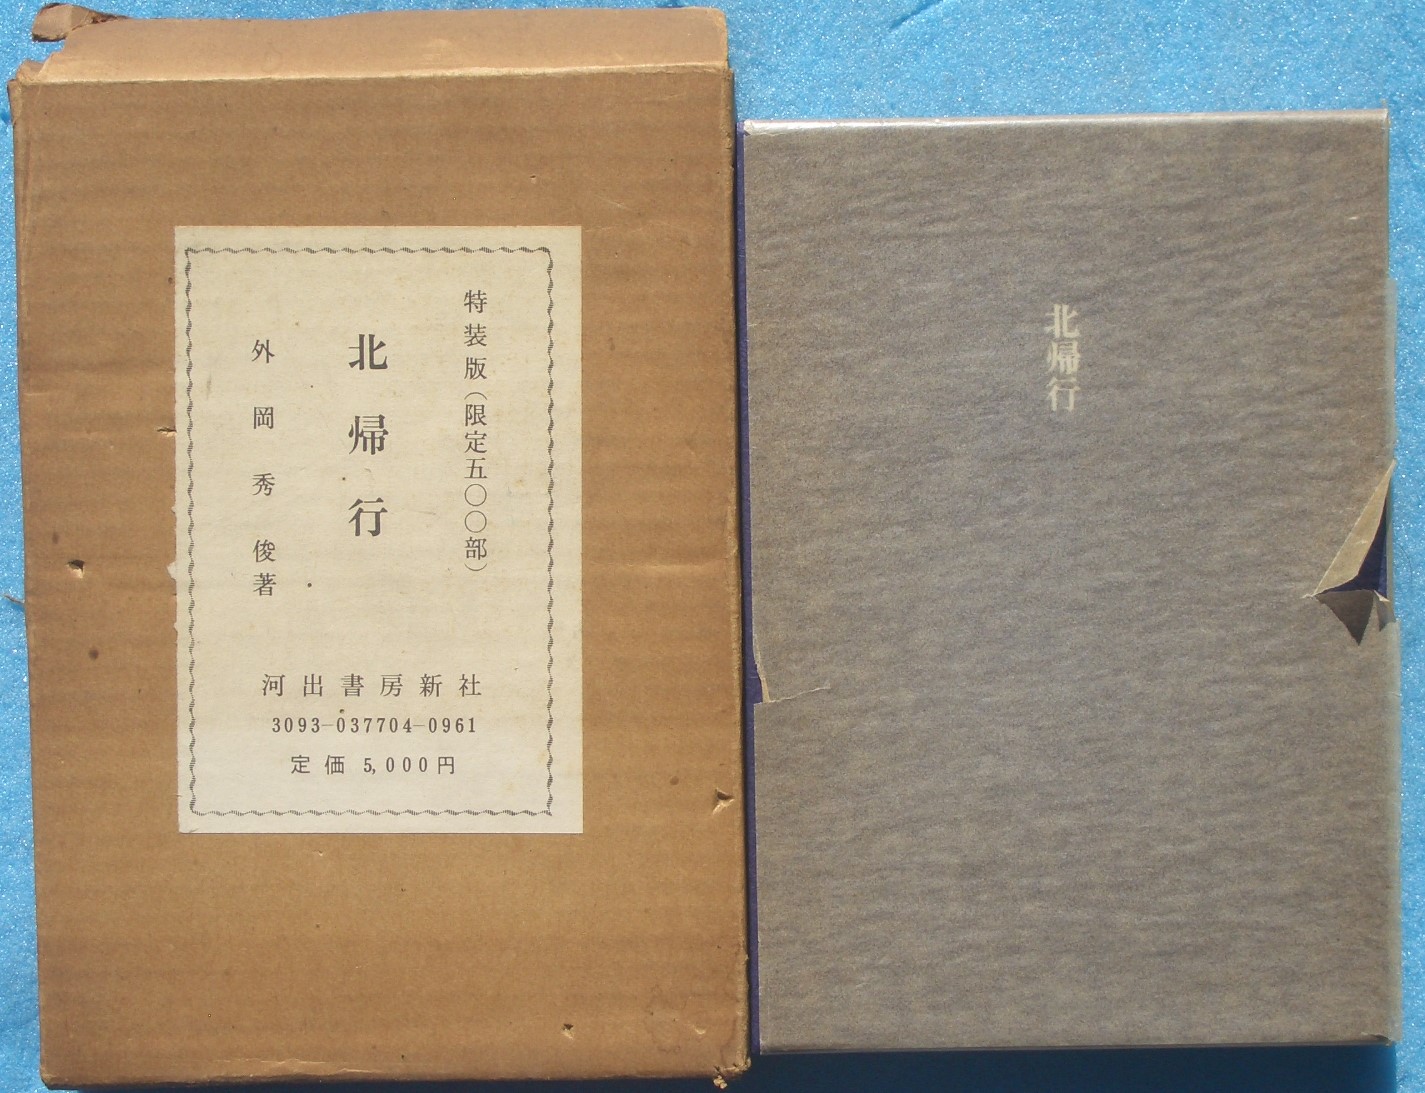 特装版（限定五〇〇部）
北帰行
外岡秀俊著
河出書房新社
3093-037704-0961
定価 5,000円
北帰行